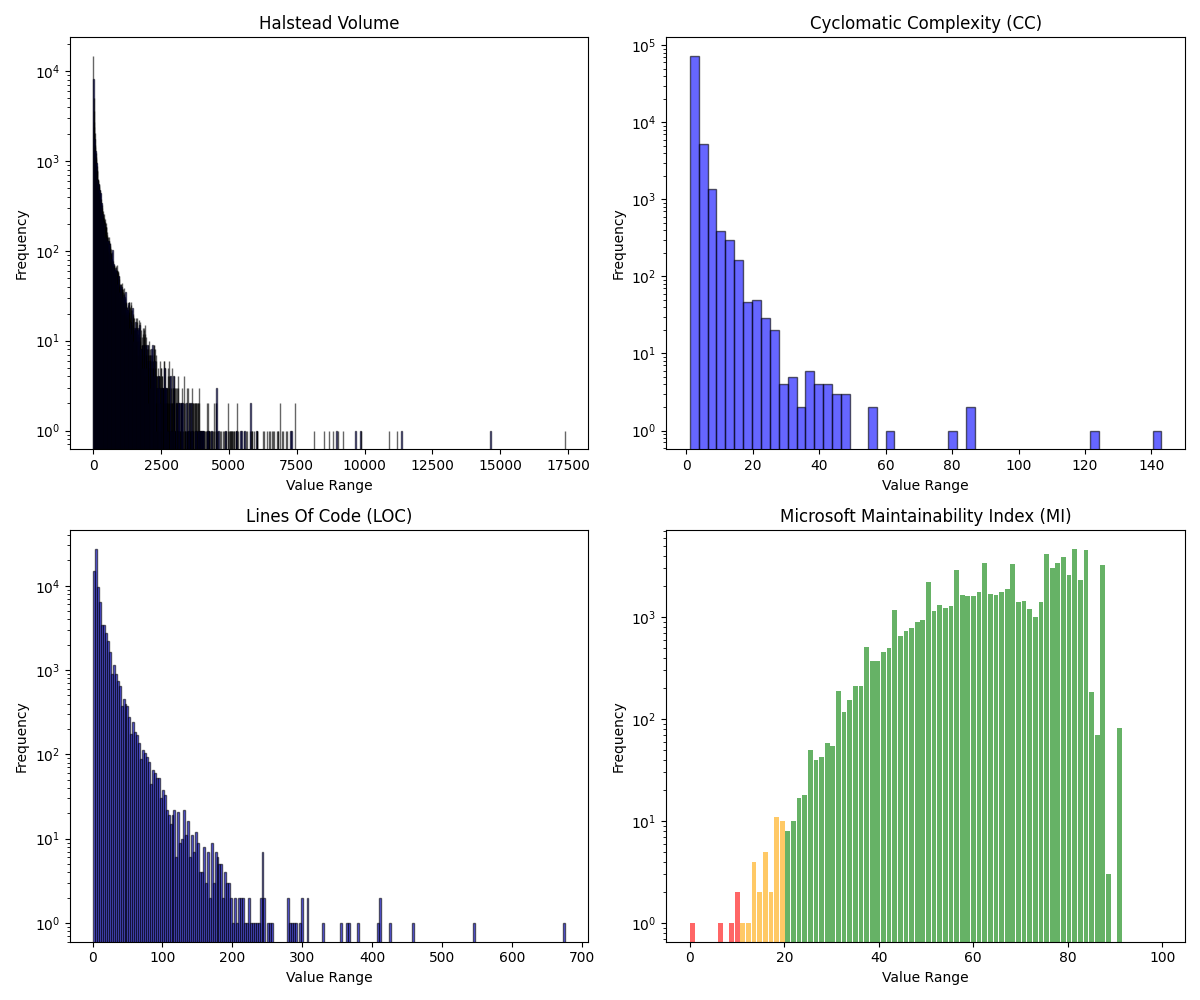 Halstead Volume
Frequency
10^4
10^3
10^2
10^1
10^0
0 2500 5000 7500 10000 12500 15000 17500
Value Range
Cyclomatic Complexity (CC)
Frequency
10^5
10^4
10^3
10^2
10^1
10^0
0 20 40 60 80 100 120 140
Value Range
Lines Of Code (LOC)
Frequency
10^4
10^3
10^2
10^1
10^0
0 100 200 300 400 500 600 700
Value Range
Microsoft Maintainability Index (MI)
Frequency
10^3
10^2
10^1
10^0
0 20 40 60 80 100
Value Range